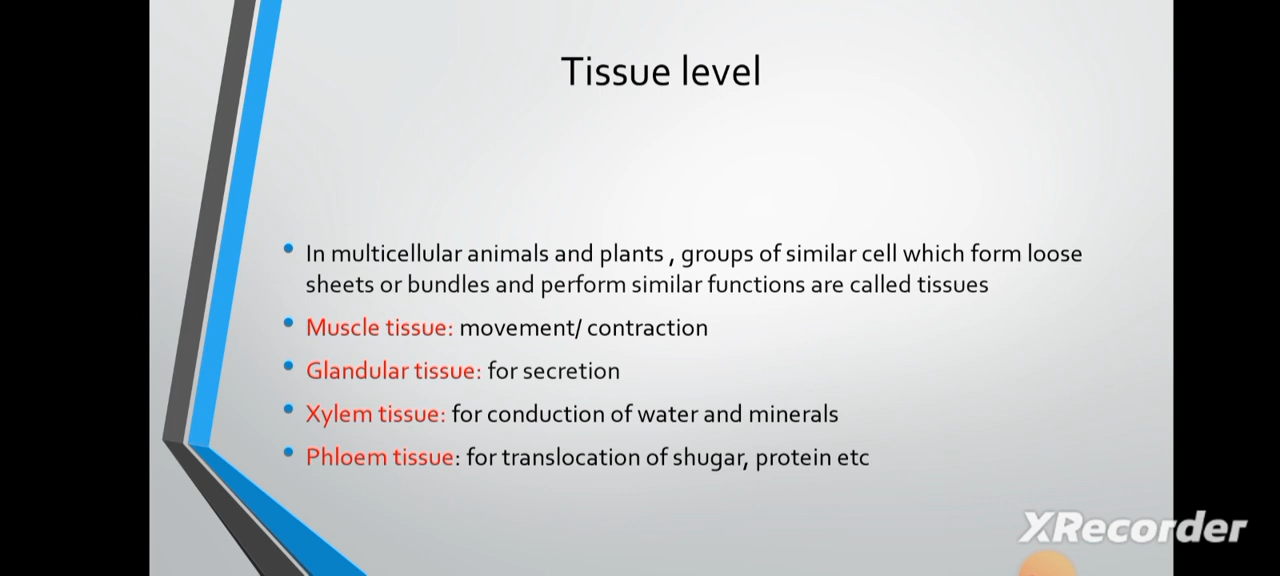 Tissue level
• In multicellular animals and plants , groups of similar cell which form loose
sheets or bundles and perform similar functions are called tissues
• Muscle tissue: movement/ contraction
• Glandular tissue: for secretion
• Xylem tissue: for conduction of water and minerals
• Phloem tissue: for translocation of shugar, protein etc
XRecorder